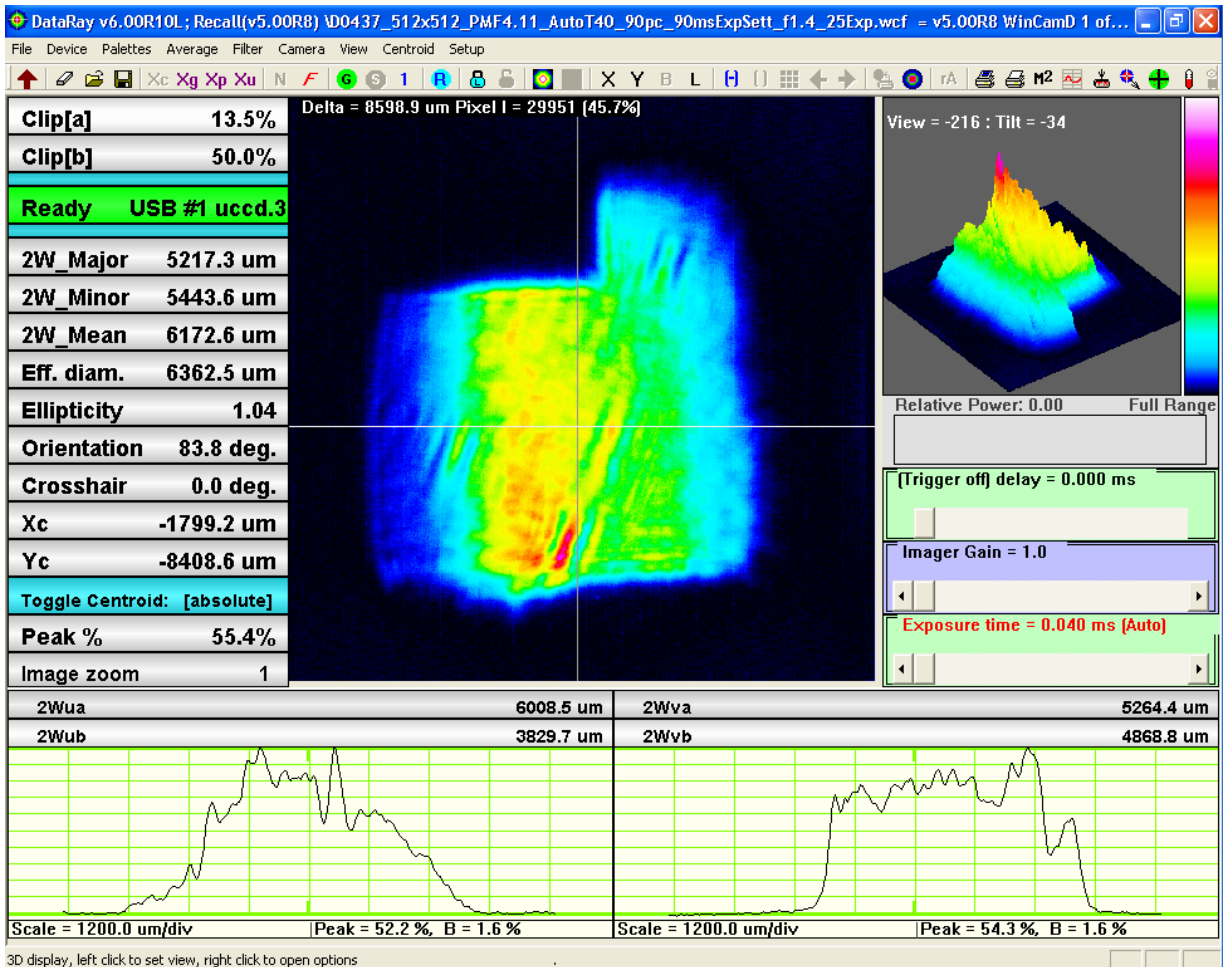 DataRay v6.00R10L; Recall(v5.00R8) \D0437_512x512_PMF4.11_AutoT40_90pc_90msExpSett_f1.4_25Exp.wcf = v5.00R8 WinCamD 1 of...
File Device Palettes Average Filter Camera View Centroid Setup
Xc Xg Xp Xu N F G S 1 R X Y B L rA M²
Clip[a] 13.5%
Clip[b] 50.0%
Ready USB #1 uccd.3
2W_Major 5217.3 um
2W_Minor 5443.6 um
2W_Mean 6172.6 um
Eff. diam. 6362.5 um
Ellipticity 1.04
Orientation 83.8 deg.
Crosshair 0.0 deg.
Xc -1799.2 um
Yc -8408.6 um
Toggle Centroid: [absolute]
Peak % 55.4%
Image zoom 1
Delta = 8598.9 um Pixel I = 29951 (45.7%)
View = -216 : Tilt = -34
Relative Power: 0.00 Full Range
(Trigger off) delay = 0.000 ms
Imager Gain = 1.0
Exposure time = 0.040 ms (Auto)
2Wua 6008.5 um
2Wub 3829.7 um
Scale = 1200.0 um/div Peak = 52.2 %, B = 1.6 %
2Wva 5264.4 um
2Wvb 4868.8 um
Scale = 1200.0 um/div Peak = 54.3 %, B = 1.6 %
3D display, left click to set view, right click to open options